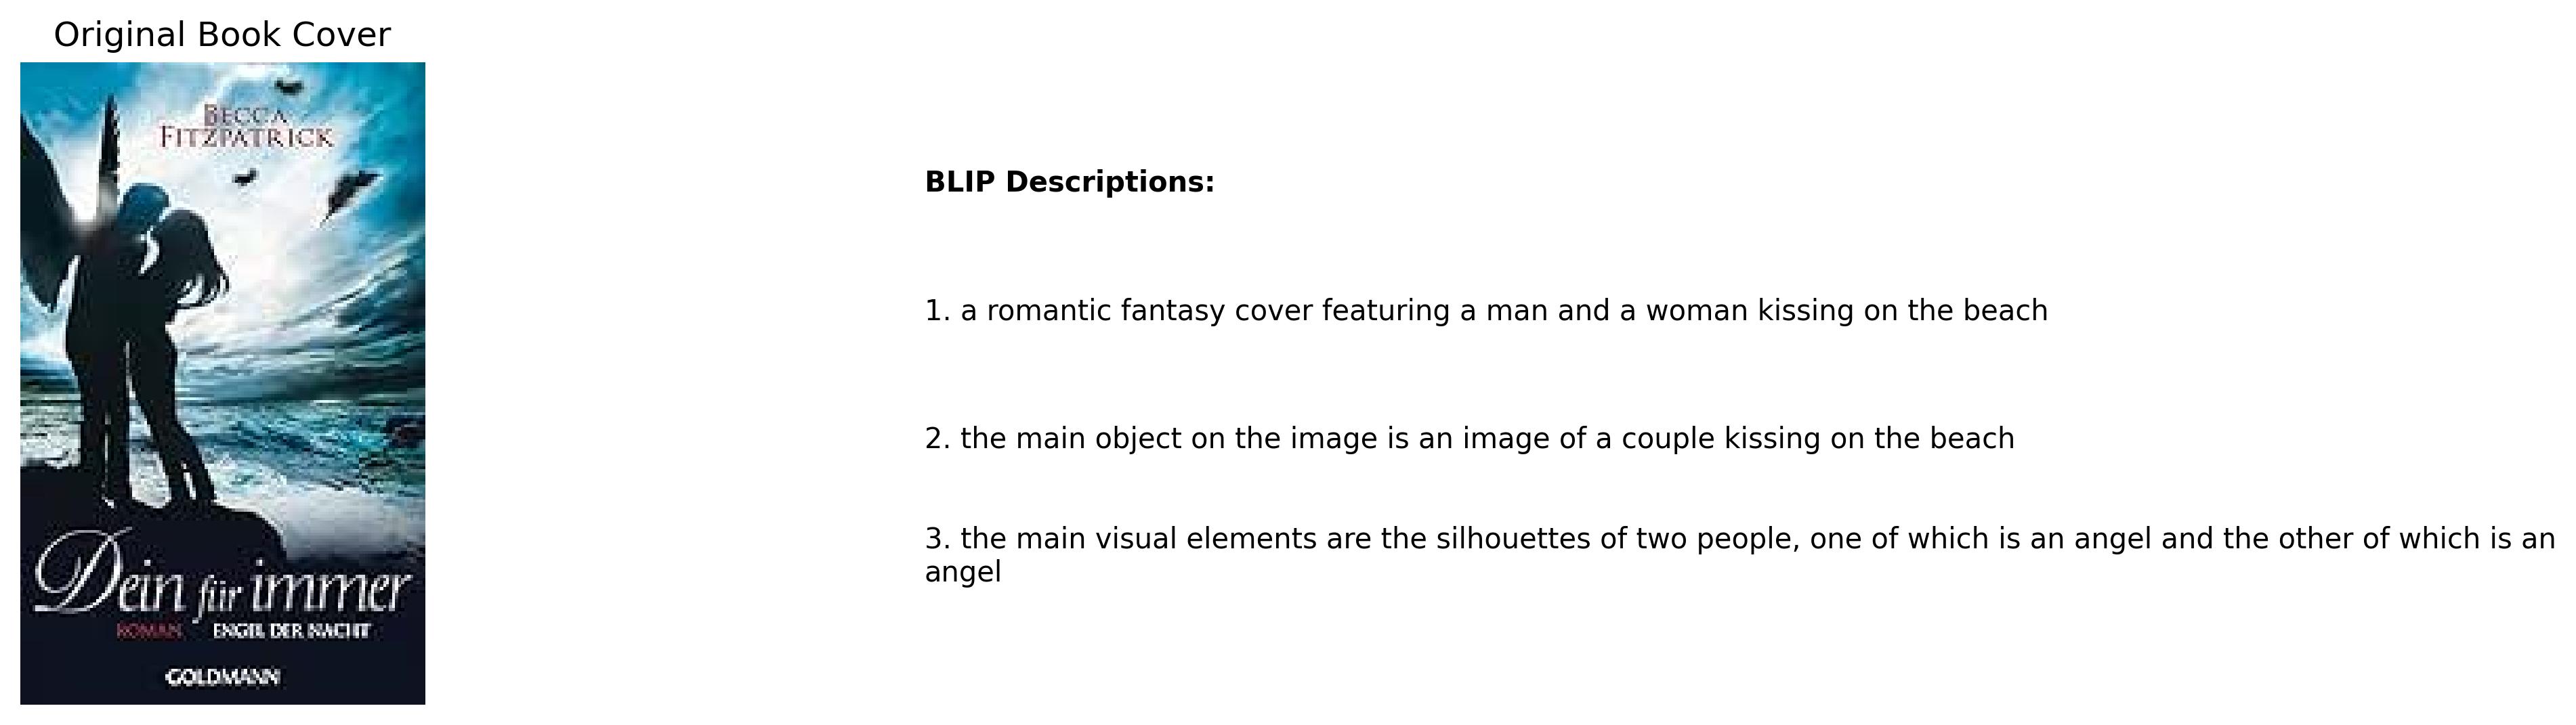 Original Book Cover
BECCA
FITZPATRICK
Dein für immer
ROMAN ENGEL DER NACHT
GOLDMANN
BLIP Descriptions:
1. a romantic fantasy cover featuring a man and a woman kissing on the beach
2. the main object on the image is an image of a couple kissing on the beach
3. the main visual elements are the silhouettes of two people, one of which is an angel and the other of which is an
angel